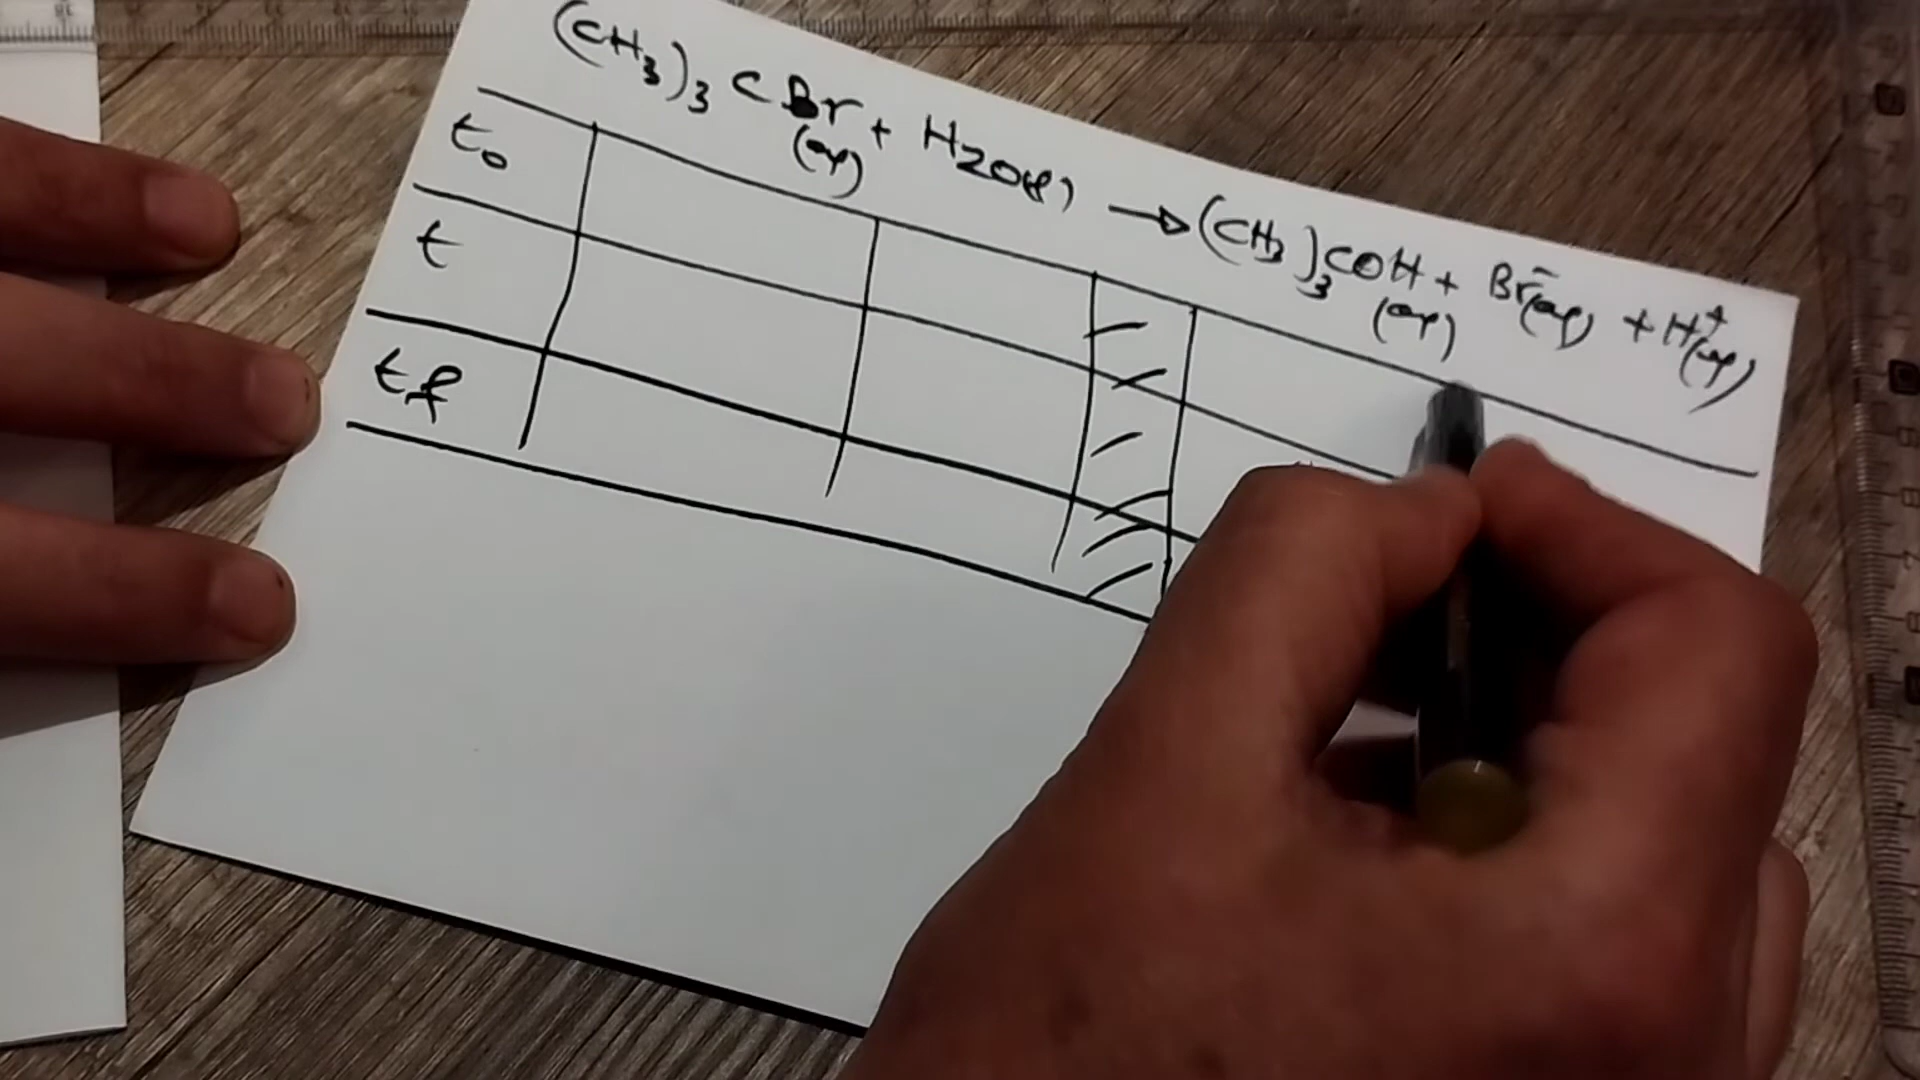 (CH3)3CBr(aq) + H2O(l) → (CH3)3COH(aq) + Br-(aq) + H+(aq)
t0
t
tf